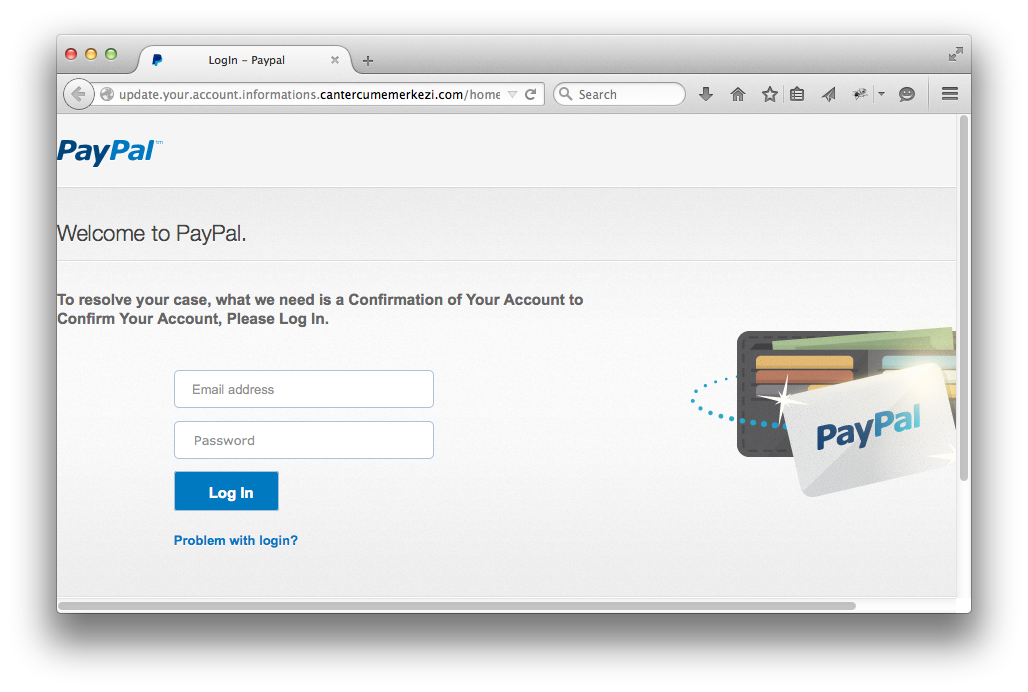 LogIn – Paypal
update.your.account.informations.cantercumemerkezi.com/home
Search
PayPal™
Welcome to PayPal.
To resolve your case, what we need is a Confirmation of Your Account to
Confirm Your Account, Please Log In.
Email address
Password
Log In
Problem with login?
PayPal